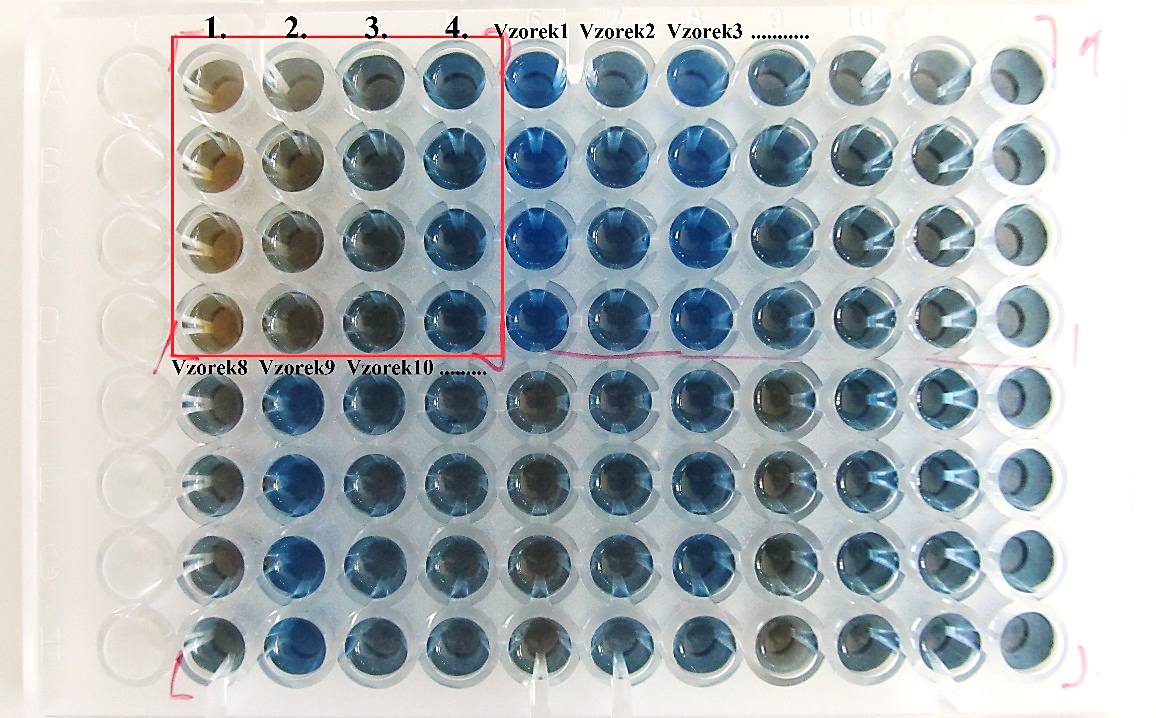 1. 2. 3. 4. Vzorek1 Vzorek2 Vzorek3 ...........
A
B
C
D
Vzorek8 Vzorek9 Vzorek10 .........
E
F
G
H